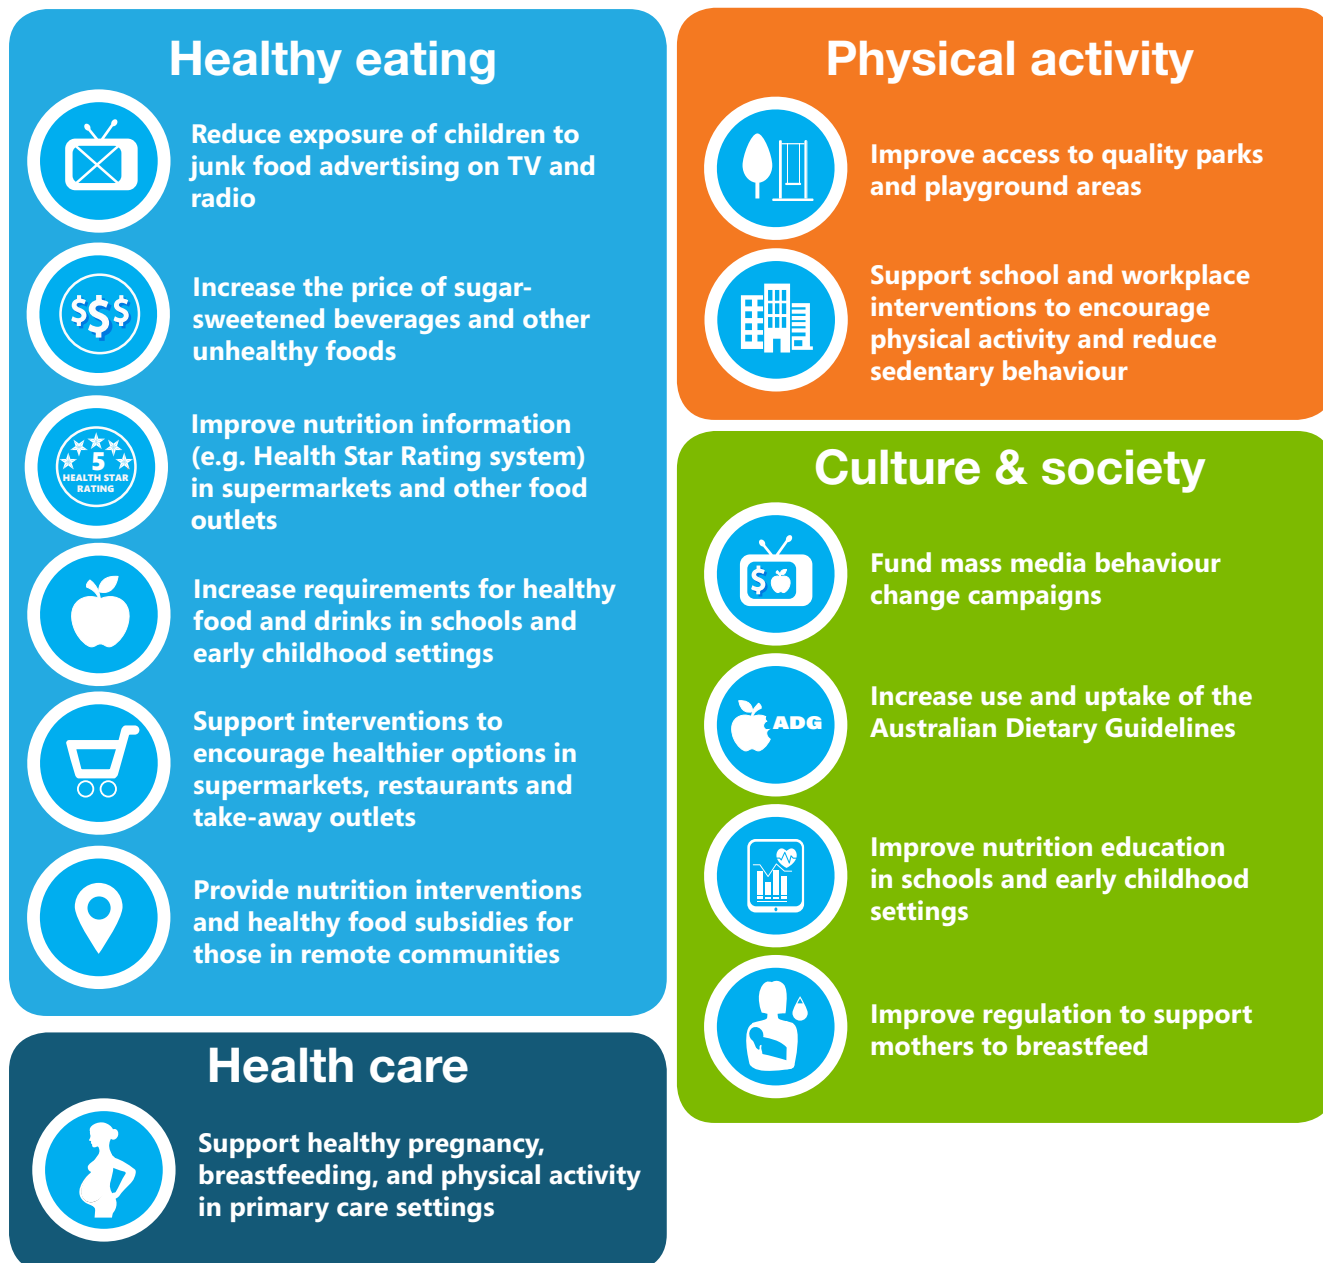 Healthy eating
Reduce exposure of children to
junk food advertising on TV and
radio
$$$
Increase the price of sugar-
sweetened beverages and other
unhealthy foods
5
HEALTH STAR
RATING
Improve nutrition information
(e.g. Health Star Rating system)
in supermarkets and other food
outlets
Increase requirements for healthy
food and drinks in schools and
early childhood settings
Support interventions to
encourage healthier options in
supermarkets, restaurants and
take-away outlets
Provide nutrition interventions
and healthy food subsidies for
those in remote communities
Health care
Support healthy pregnancy,
breastfeeding, and physical activity
in primary care settings
Physical activity
Improve access to quality parks
and playground areas
Support school and workplace
interventions to encourage
physical activity and reduce
sedentary behaviour
Culture & society
$
Fund mass media behaviour
change campaigns
ADG
Increase use and uptake of the
Australian Dietary Guidelines
Improve nutrition education
in schools and early childhood
settings
Improve regulation to support
mothers to breastfeed